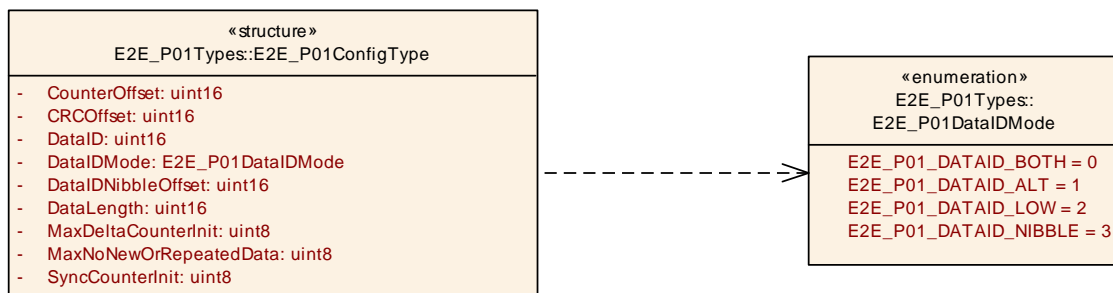 «structure»
E2E_P01Types::E2E_P01ConfigType
- CounterOffset: uint16
- CRCOffset: uint16
- DataID: uint16
- DataIDMode: E2E_P01DataIDMode
- DataIDNibbleOffset: uint16
- DataLength: uint16
- MaxDeltaCounterInit: uint8
- MaxNoNewOrRepeatedData: uint8
- SyncCounterInit: uint8
«enumeration»
E2E_P01Types::
E2E_P01DataIDMode
E2E_P01_DATAID_BOTH = 0
E2E_P01_DATAID_ALT = 1
E2E_P01_DATAID_LOW = 2
E2E_P01_DATAID_NIBBLE = 3